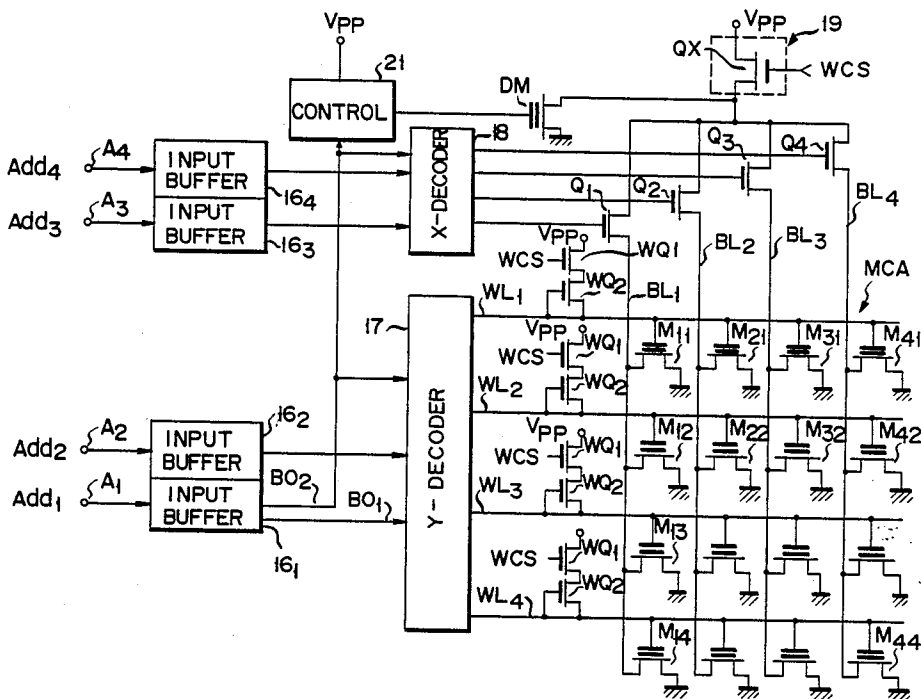 VPP
VPP
19
QX
WCS
21
CONTROL
DM
18
X-DECODER
Q3
Q4
Add4
A4
INPUT BUFFER
164
Add3
A3
INPUT BUFFER
163
Q1
Q2
BL4
BL3
BL2
BL1
VPP
WCS
WQ1
WQ2
MCA
17
Y-DECODER
WL1
M11
M21
M31
M41
VPP
WCS
WQ1
WQ2
WL2
M12
M22
M32
M42
VPP
WCS
WQ1
WQ2
WL3
M13
WCS
WQ1
WQ2
WL4
M14
M44
Add2
A2
INPUT BUFFER
162
Add1
A1
INPUT BUFFER
161
BO2
BO1